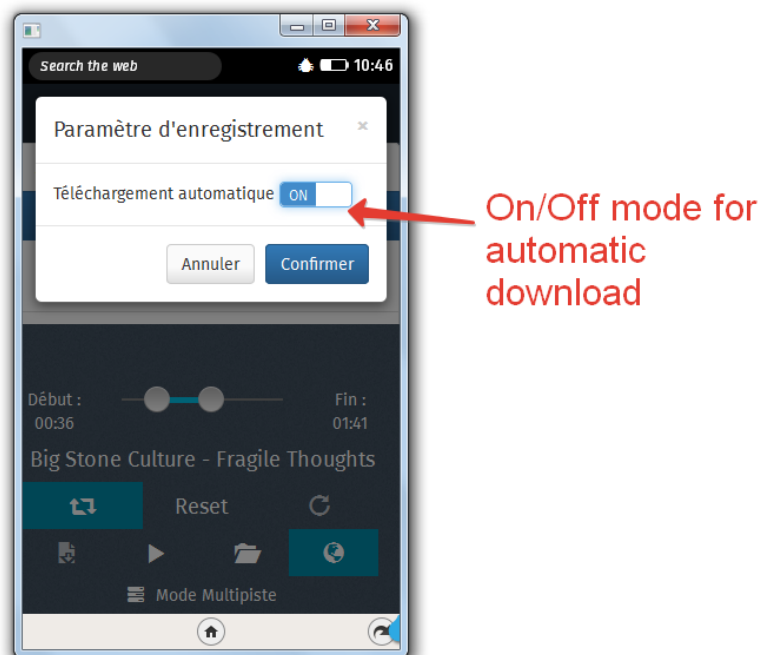 Search the web 10:46
Paramètre d'enregistrement ×
Téléchargement automatique ON
Annuler Confirmer
On/Off mode for
automatic
download
Début : Fin :
00:36 01:41
Big Stone Culture - Fragile Thoughts
Reset
Mode Multipiste